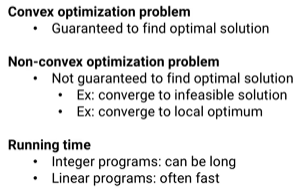 Convex optimization problem
• Guaranteed to find optimal solution
Non-convex optimization problem
• Not guaranteed to find optimal solution
• Ex: converge to infeasible solution
• Ex: converge to local optimum
Running time
• Integer programs: can be long
• Linear programs: often fast